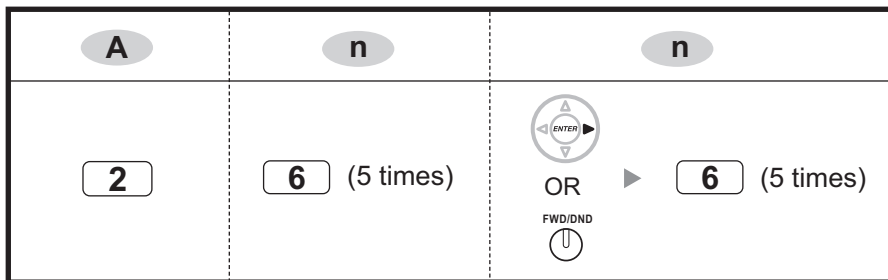 A n n
ENTER
2 6 (5 times) OR 6 (5 times)
FWD/DND